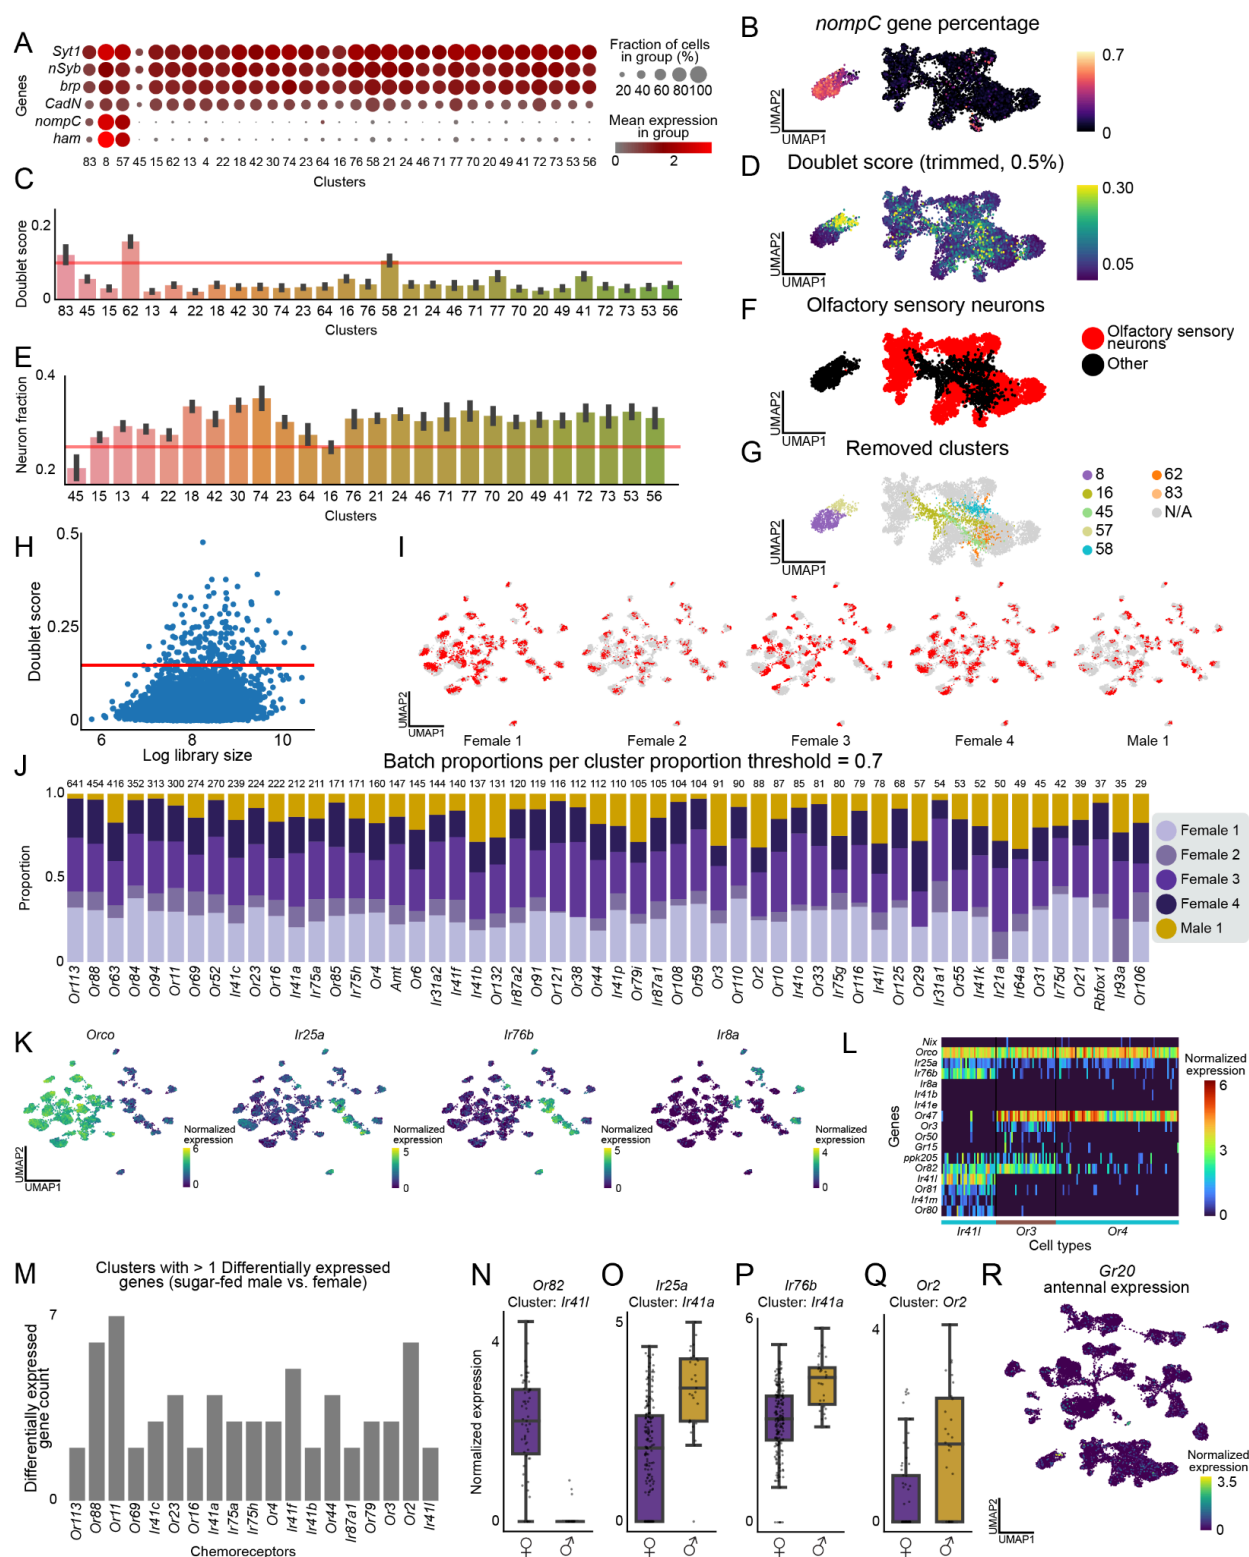 A
Syt1
nSyb
brp
CadN
nompC
ham
Genes
83 8 57 45 15 62 13 4 22 18 42 30 74 23 64 16 76 58 21 24 46 71 77 70 20 49 41 72 73 53 56
Clusters
Fraction of cells
in group (%)
20 40 60 80100
Mean expression
in group
0 2
B
nompC gene percentage
0.7
0
UMAP2
UMAP1
C
Doublet score
0.2
0
83 45 15 62 13 4 22 18 42 30 74 23 64 16 76 58 21 24 46 71 77 70 20 49 41 72 73 53 56
Clusters
D
Doublet score (trimmed, 0.5%)
0.30
0.05
UMAP2
UMAP1
E
Neuron fraction
0.4
0.2
45 15 13 4 22 18 42 30 74 23 64 16 76 21 24 46 71 77 70 20 49 41 72 73 53 56
Clusters
F
Olfactory sensory neurons
Olfactory sensory
neurons
Other
UMAP2
UMAP1
G
Removed clusters
8
16
45
57
58
62
83
N/A
UMAP2
UMAP1
H
Doublet score
0.5
0.25
0
6 8 10
Log library size
I
UMAP2
UMAP1
Female 1
Female 2
Female 3
Female 4
Male 1
J
Batch proportions per cluster proportion threshold = 0.7
641 454 416 352 313 300 274 270 239 224 222 212 211 171 171 160 147 145 144 140 137 131 120 119 116 112 112 110 105 105 104 104 91 90 88 87 85 81 80 79 78 68 57 54 53 52 50 49 45 42 39 37 35 29
Proportion
1.0
0.5
0
Or113 Or88 Or63 Or84 Or94 Or11 Or69 Or52 Ir41c Or23 Or16 Ir41a Ir75a Or85 Ir75h Or4 Amt Or6 Ir31a2 Ir41f Ir41b Or132 Ir87a2 Or91 Or121 Or38 Or44 Ir41p Or79i Ir87a1 Or108 Or59 Or3 Or110 Or2 Or10 Ir41o Or33 Ir75g Or116 Ir41l Or125 Or29 Ir31a1 Or55 Ir41k Ir21a Ir64a Or31 Ir75d Or21 Rbfox1 Ir93a Or106
Female 1
Female 2
Female 3
Female 4
Male 1
K
Orco
Ir25a
Ir76b
Ir8a
UMAP2
UMAP1
Normalized
expression
6
0
Normalized
expression
5
0
Normalized
expression
5
0
Normalized
expression
4
0
L
Nix
Orco
Ir25a
Ir76b
Ir8a
Ir41b
Ir41e
Or47
Or3
Or50
Gr15
ppk205
Or82
Ir41l
Or81
Ir41m
Or80
Genes
Ir41l Or3 Or4
Cell types
Normalized
expression
6
3
0
M
Clusters with > 1 Differentially expressed
genes (sugar-fed male vs. female)
Differentially expressed
gene count
7
0
Or113 Or88 Or11 Or69 Ir41c Or23 Or16 Ir41a Ir75a Ir75h Or4 Ir41f Ir41b Or44 Ir87a1 Or79 Or3 Or2 Ir41l
Chemoreceptors
N
Or82
Cluster: Ir41l
Normalized expression
4
0
♀ ♂
O
Ir25a
Cluster: Ir41a
5
0
♀ ♂
P
Ir76b
Cluster: Ir41a
6
0
♀ ♂
Q
Or2
Cluster: Or2
4
0
♀ ♂
R
Gr20
antennal expression
Normalized
expression
3.5
0
UMAP2
UMAP1